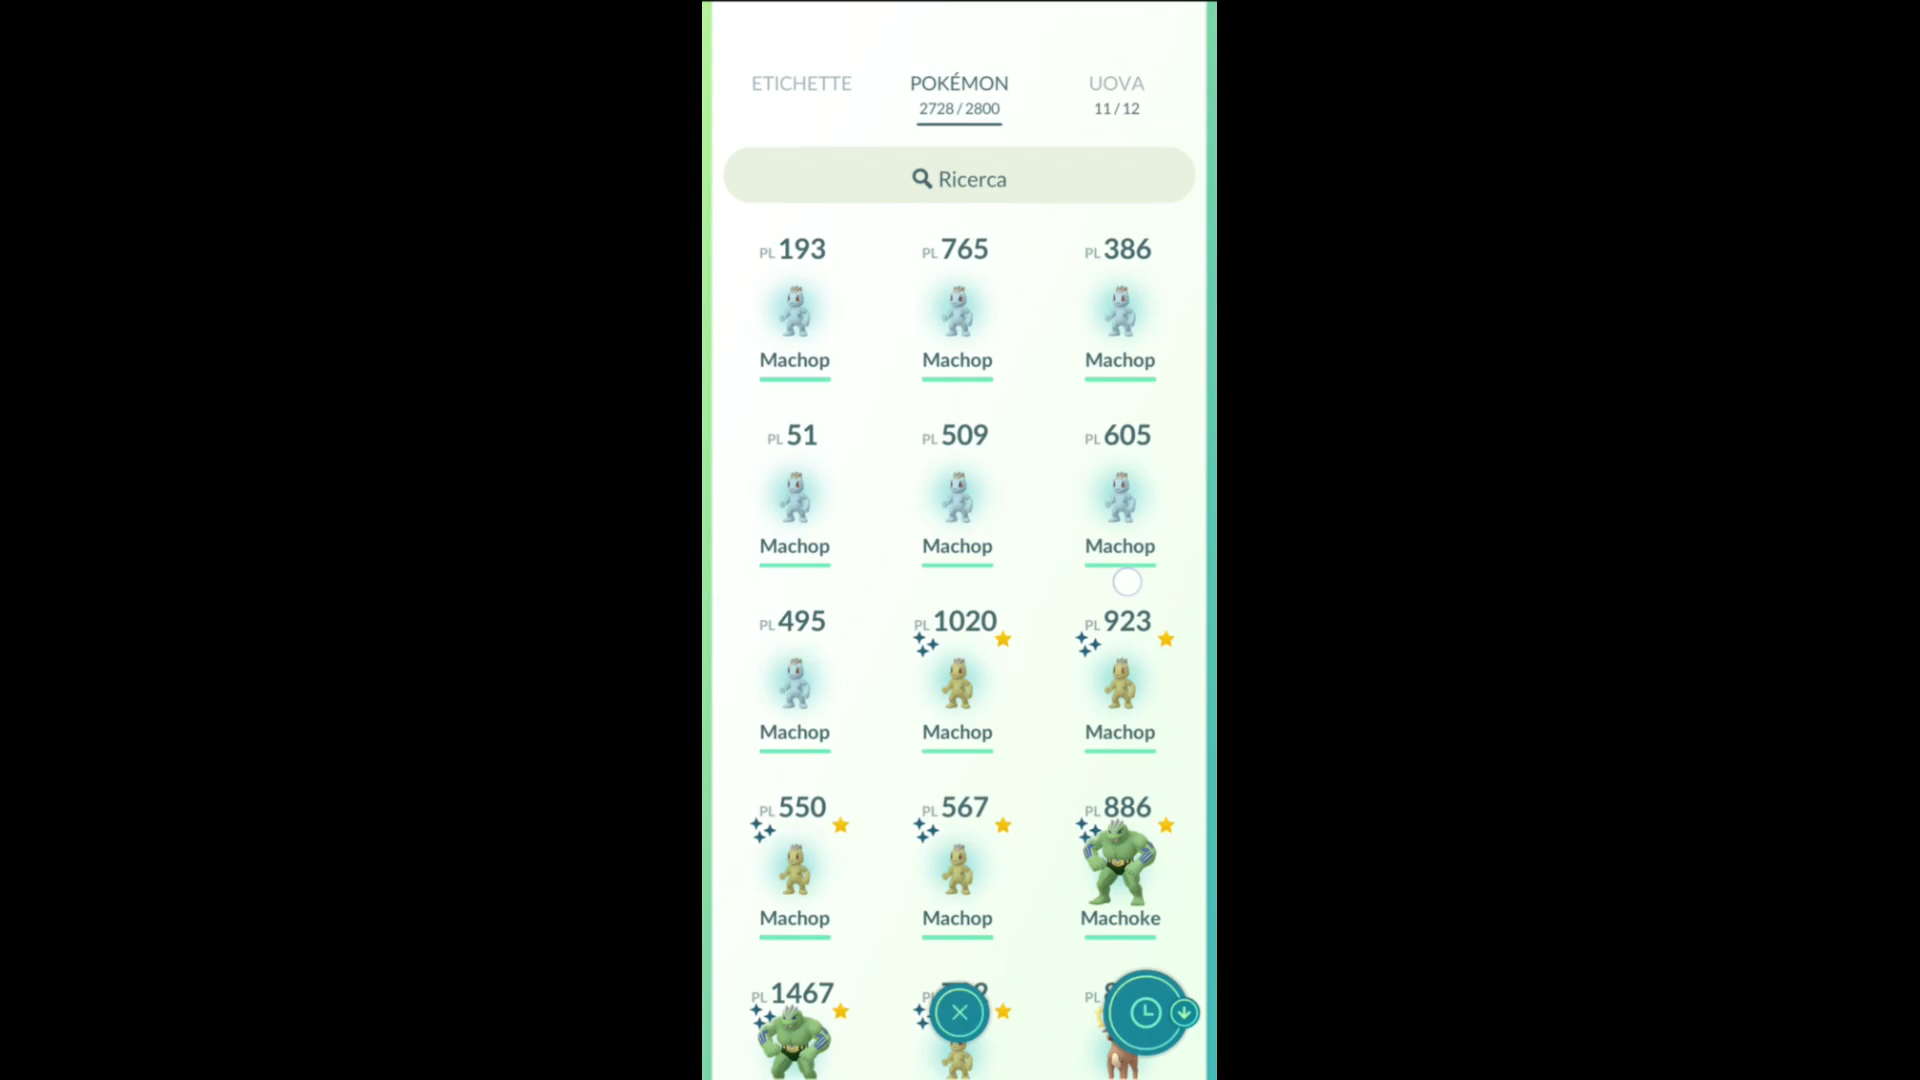 ETICHETTE POKÉMON UOVA
2728 / 2800 11 / 12
Ricerca
PL 193 PL 765 PL 386
Machop Machop Machop
PL 51 PL 509 PL 605
Machop Machop Machop
PL 495 PL 1020 PL 923
Machop Machop Machop
PL 550 PL 567 PL 886
Machop Machop Machoke
PL 1467 PL PL